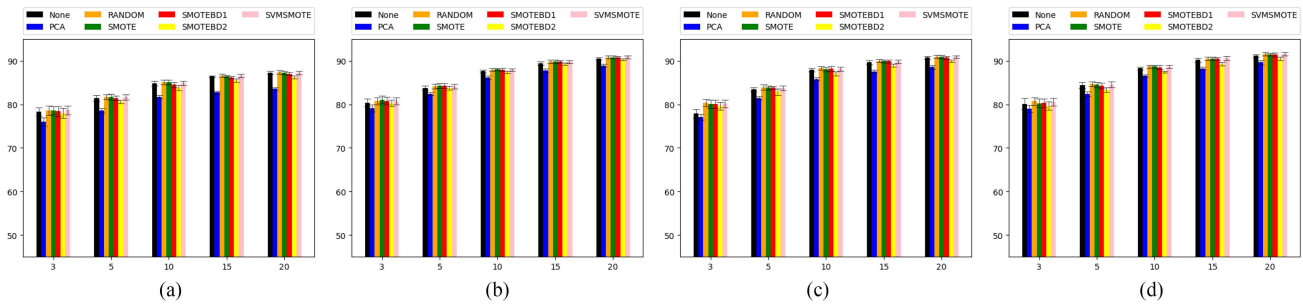 None RANDOM SMOTEBD1 SVMSMOTE
PCA SMOTE SMOTEBD2
90
80
70
60
50
3 5 10 15 20
(a)
None RANDOM SMOTEBD1 SVMSMOTE
PCA SMOTE SMOTEBD2
90
80
70
60
50
3 5 10 15 20
(b)
None RANDOM SMOTEBD1 SVMSMOTE
PCA SMOTE SMOTEBD2
90
80
70
60
50
3 5 10 15 20
(c)
None RANDOM SMOTEBD1 SVMSMOTE
PCA SMOTE SMOTEBD2
90
80
70
60
50
3 5 10 15 20
(d)